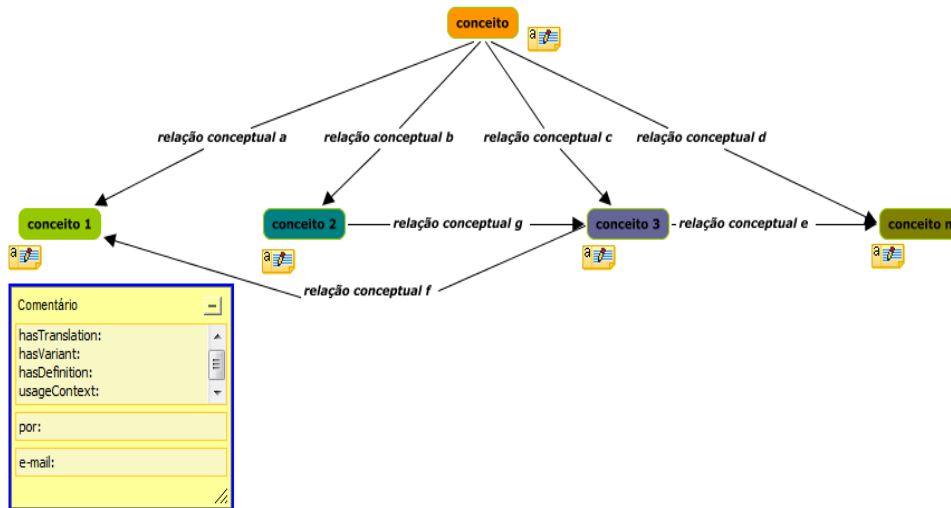 conceito
a
relação conceptual a
relação conceptual b
relação conceptual c
relação conceptual d
conceito 1
conceito 2
relação conceptual g
conceito 3
relação conceptual e
conceito n
a
a
a
a
relação conceptual f
Comentário
hasTranslation:
hasVariant:
hasDefinition:
usageContext:
por:
e-mail: